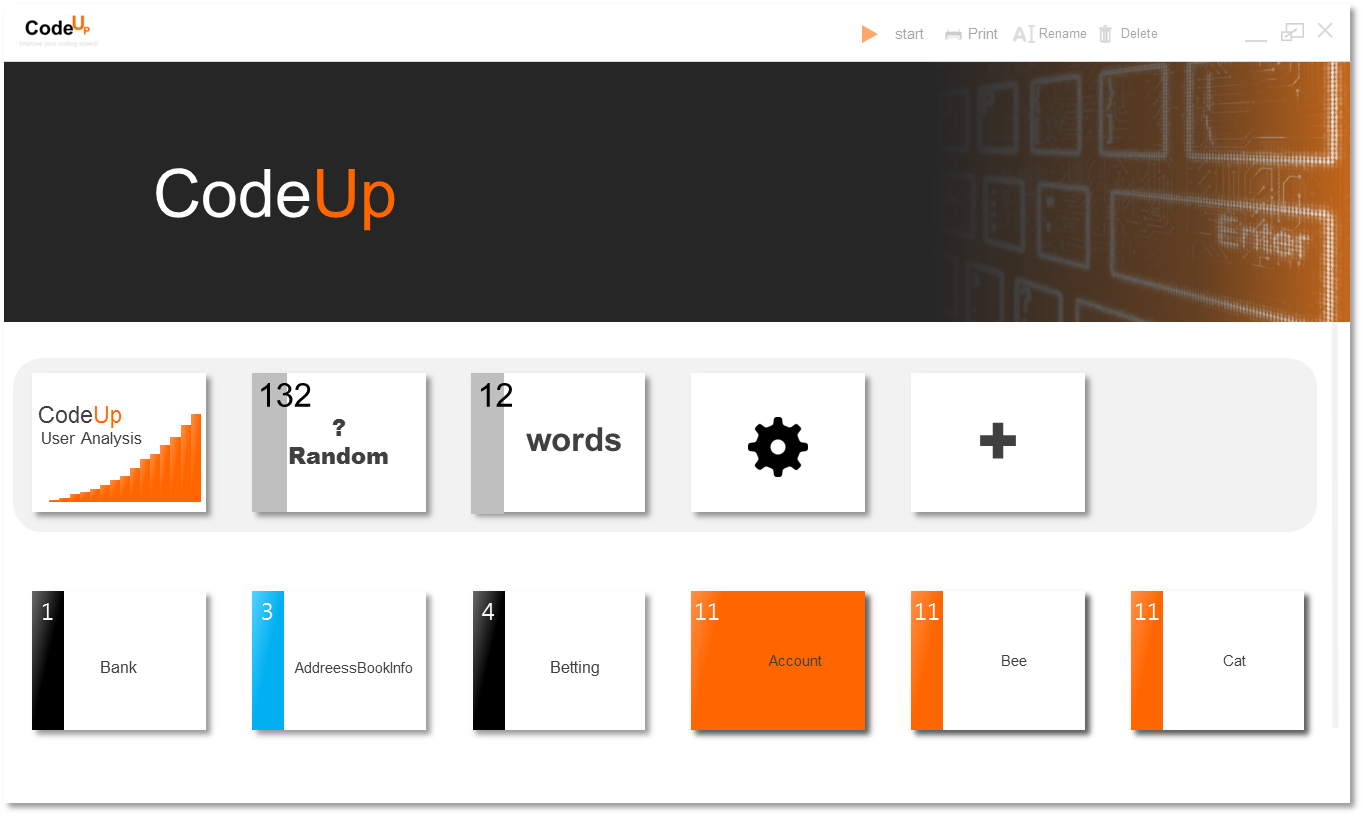 CodeUp
Improve your coding speed!!
start Print Rename Delete
CodeUp
Enter
CodeUp
User Analysis
132
?
Random
12
words
1
Bank
3
AddreessBookInfo
4
Betting
11
Account
11
Bee
11
Cat